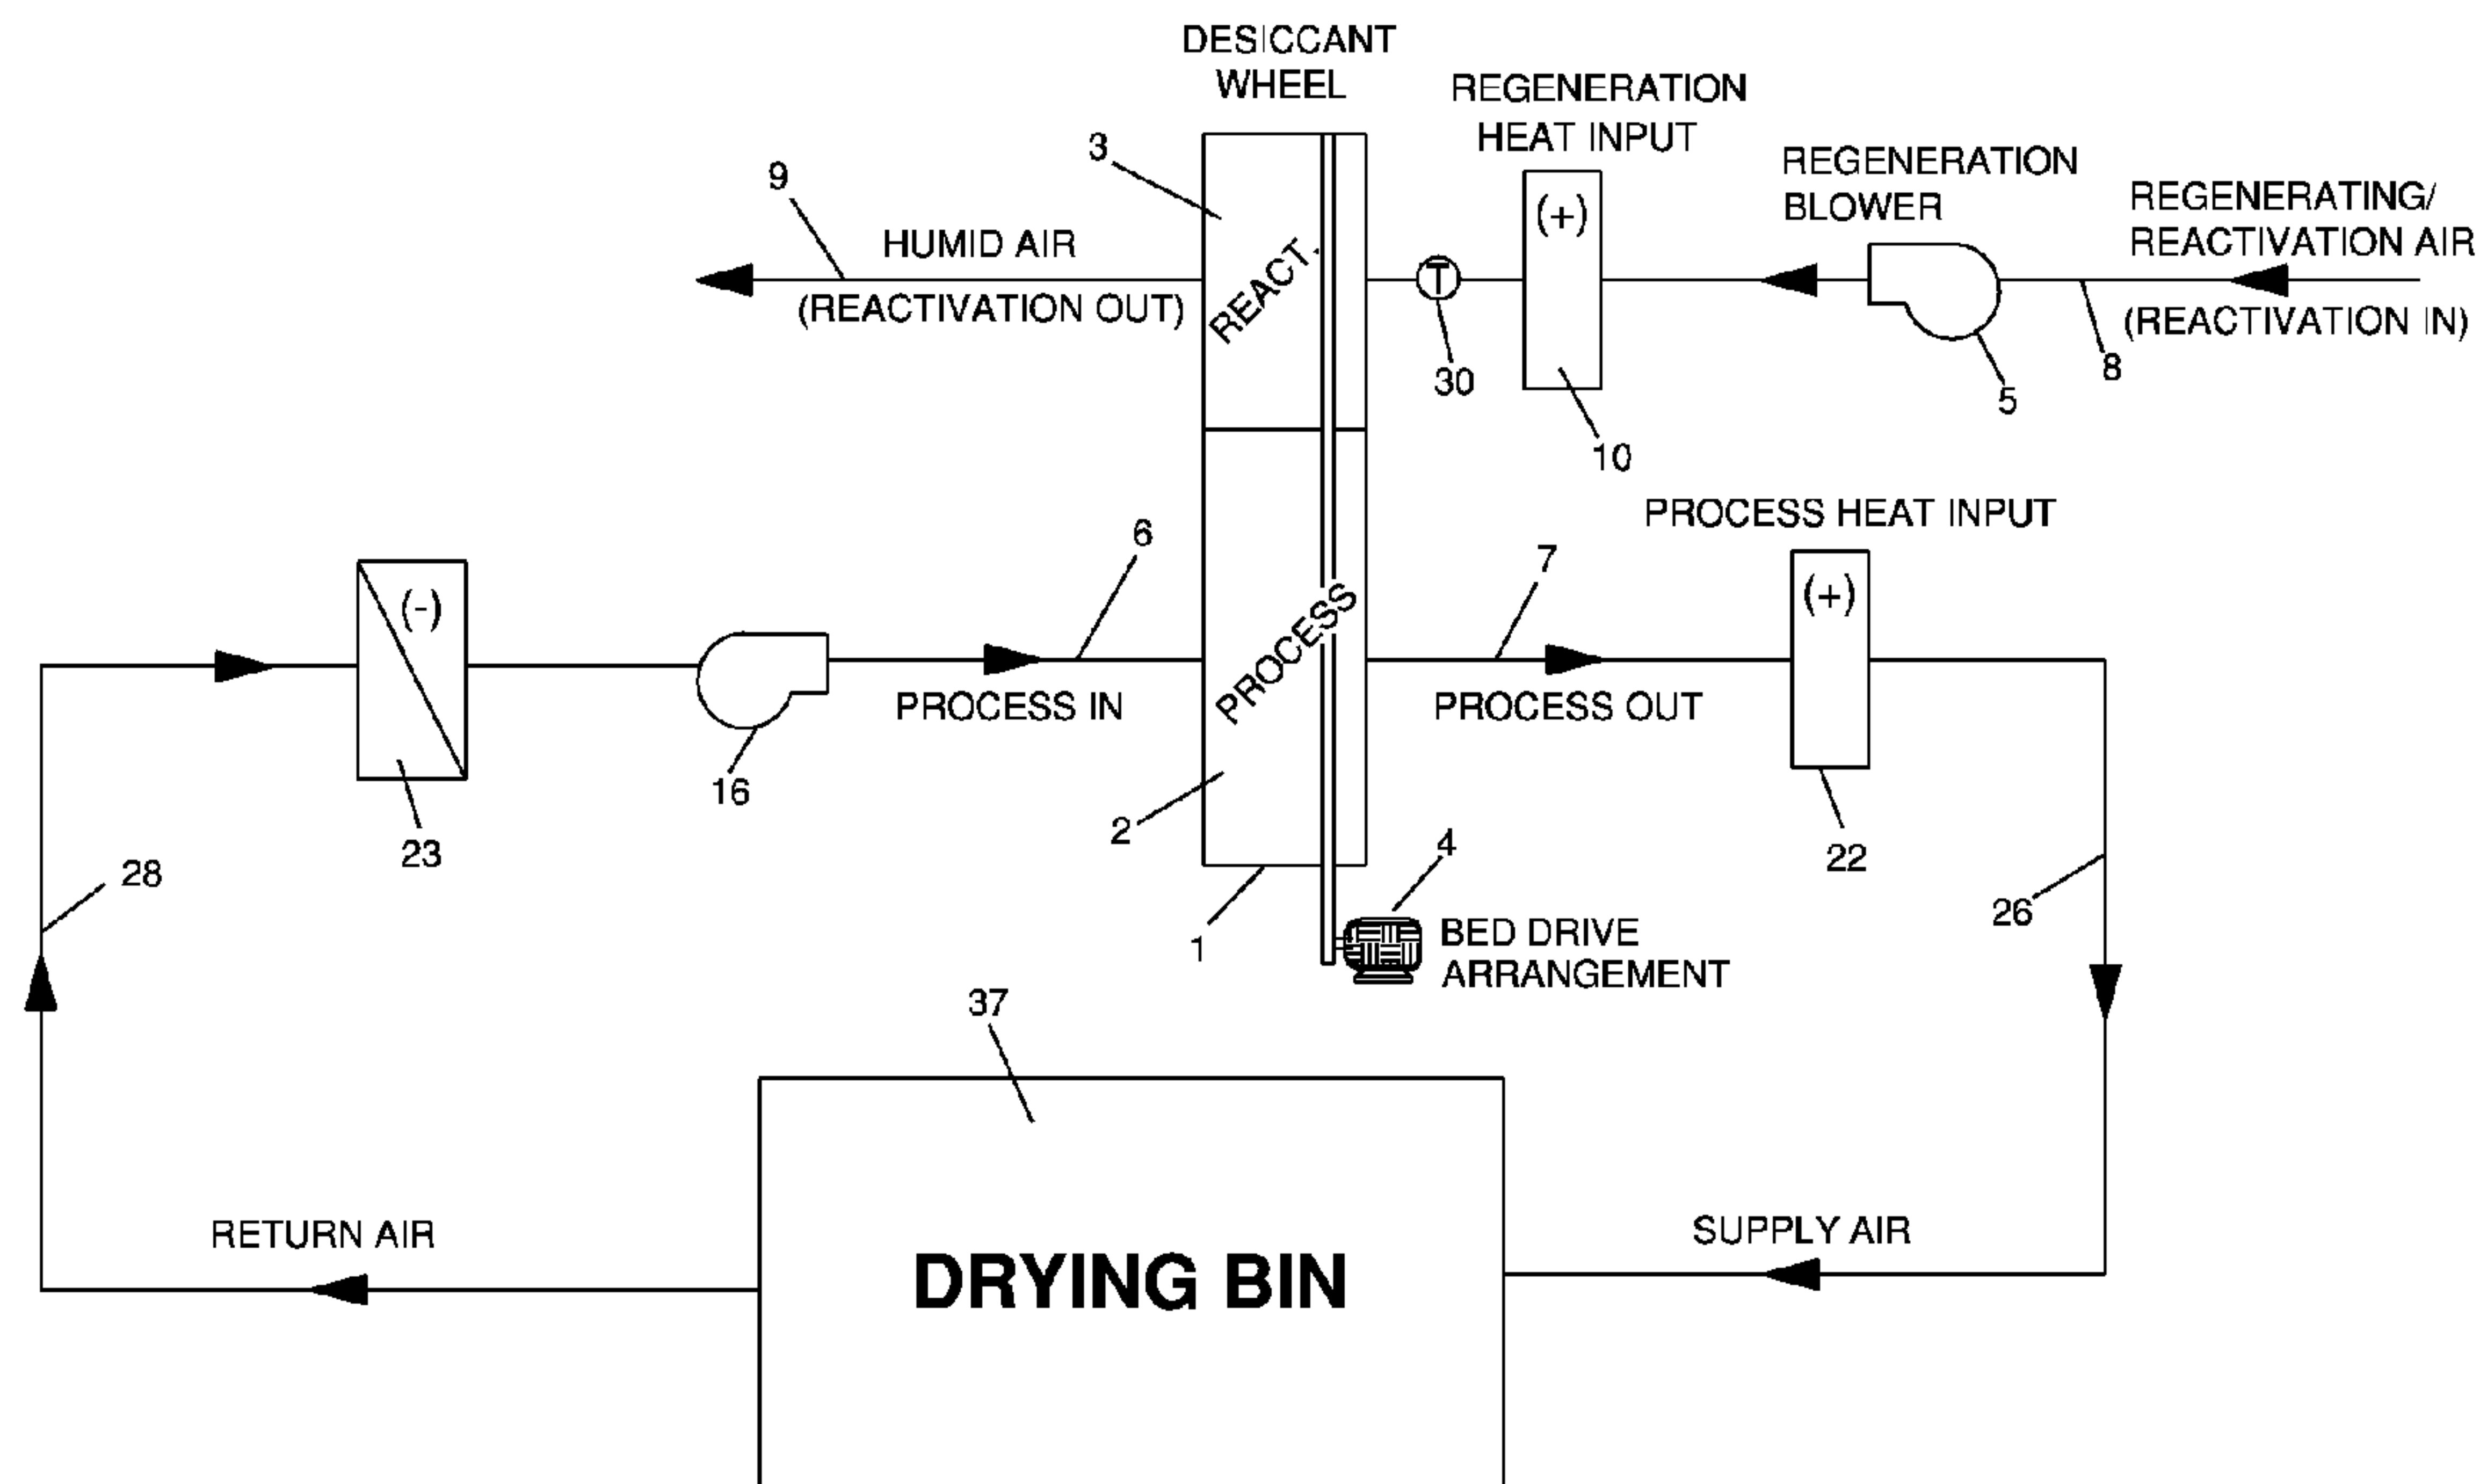 DESICCANT
WHEEL
REGENERATION
HEAT INPUT
REGENERATION
BLOWER
REGENERATING/
REACTIVATION AIR
(REACTIVATION IN)
3
9
HUMID AIR
(REACTIVATION OUT)
REACT.
(+)
T
30
10
5
8
PROCESS HEAT INPUT
6
7
(-)
(+)
PROCESS
PROCESS IN
PROCESS OUT
16
23
2
22
28
4
26
1
BED DRIVE
ARRANGEMENT
37
RETURN AIR
SUPPLY AIR
DRYING BIN